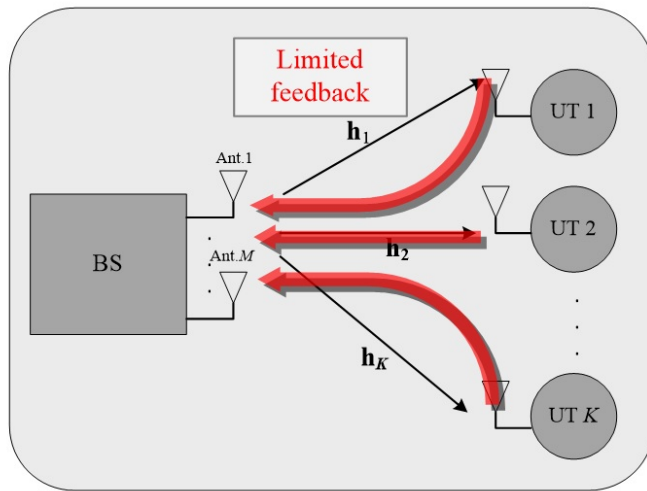 Limited
feedback
h1
UT 1
Ant.1
UT 2
BS
h2
Ant.M
hK
UT K